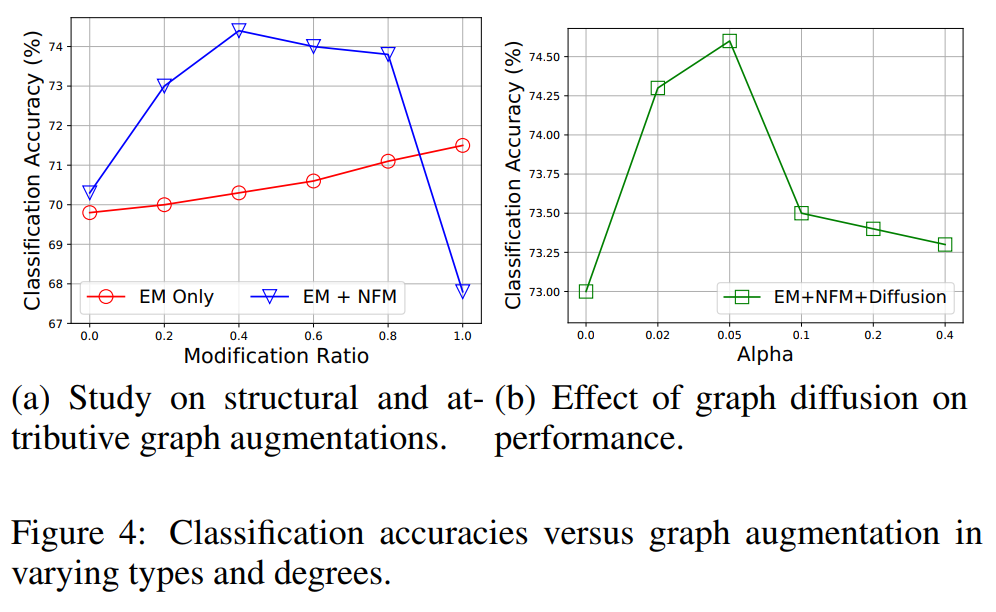 Classification Accuracy (%)
74
73
72
71
70
69
68
67
0.0 0.2 0.4 0.6 0.8 1.0
Modification Ratio
EM Only
EM + NFM
Classification Accuracy (%)
74.50
74.25
74.00
73.75
73.50
73.25
73.00
0.0 0.02 0.05 0.1 0.2 0.4
Alpha
EM+NFM+Diffusion
(a) Study on structural and at-
tributive graph augmentations.
(b) Effect of graph diffusion on
performance.
Figure 4: Classification accuracies versus graph augmentation in
varying types and degrees.